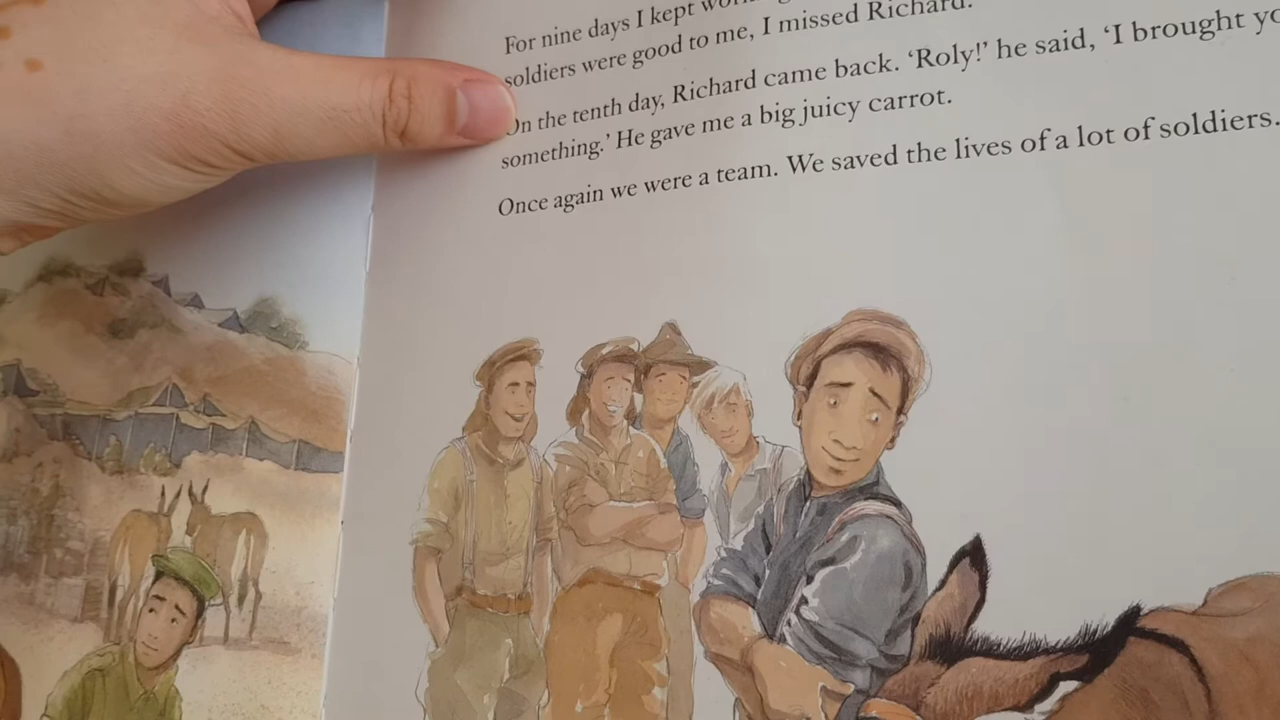 For nine days I kept
soldiers were good to me, I missed Richard.
On the tenth day, Richard came back. ‘Roly!’ he said, ‘I brought
something.’ He gave me a big juicy carrot.
Once again we were a team. We saved the lives of a lot of soldiers.